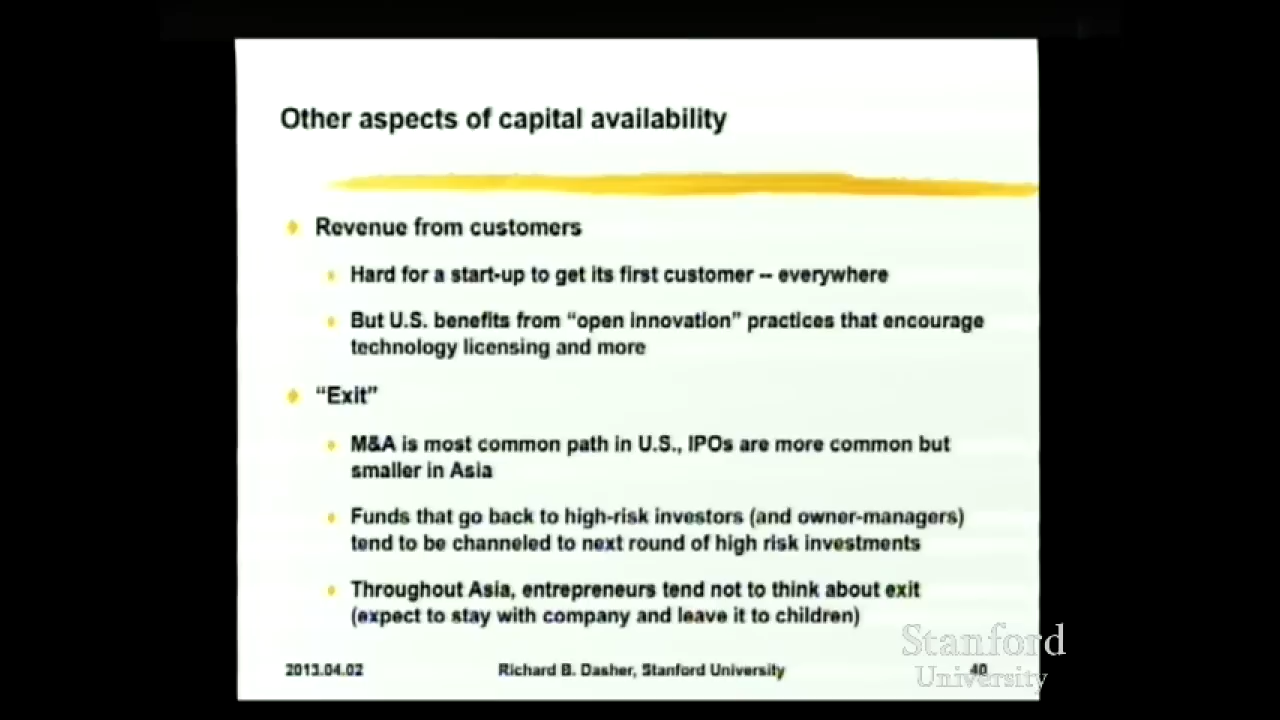 Other aspects of capital availability
Revenue from customers
Hard for a start-up to get its first customer -- everywhere
But U.S. benefits from “open innovation” practices that encourage
technology licensing and more
“Exit”
M&A is most common path in U.S., IPOs are more common but
smaller in Asia
Funds that go back to high-risk investors (and owner-managers)
tend to be channeled to next round of high risk investments
Throughout Asia, entrepreneurs tend not to think about exit
(expect to stay with company and leave it to children)
2013.04.02 Richard B. Dasher, Stanford University 40
Stanford
University